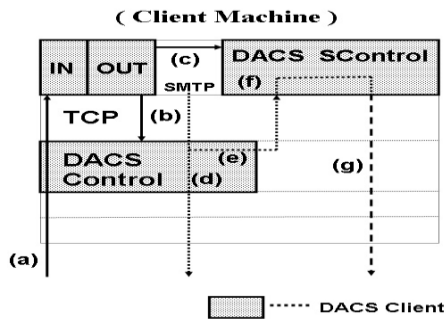 ( Client Machine )
IN OUT (c) DACS SControl
SMTP (f)
TCP (b)
DACS Control (e)
(d) (g)
(a)
DACS Client